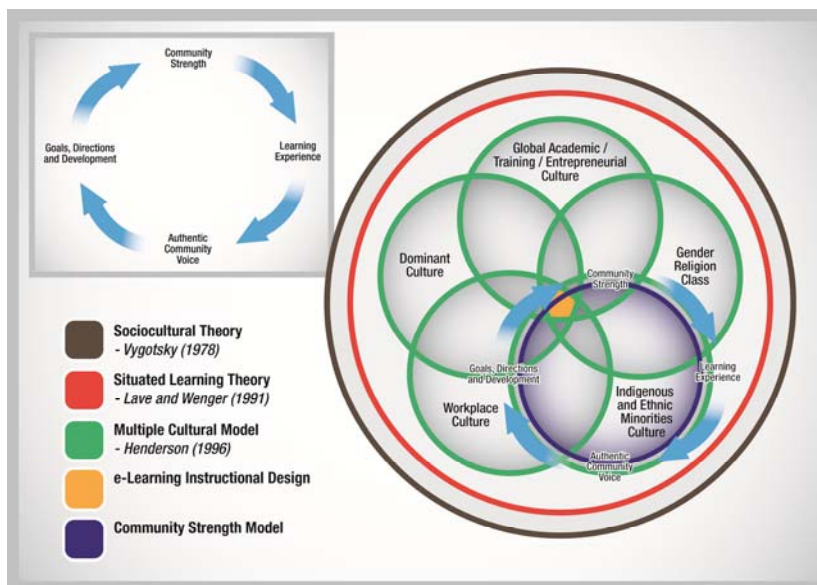 Community
Strength
Goals, Directions
and Development
Learning
Experience
Authentic
Community
Voice
Global Academic /
Training / Entrepreneurial
Culture
Dominant
Culture
Gender
Religion
Class
Community
Strength
Goals, Directions
and Development
Learning
Experience
Workplace
Culture
Indigenous
and Ethnic
Minorities
Culture
Authentic
Community
Voice
Sociocultural Theory
- Vygotsky (1978)
Situated Learning Theory
- Lave and Wenger (1991)
Multiple Cultural Model
- Henderson (1996)
e-Learning Instructional Design
Community Strength Model